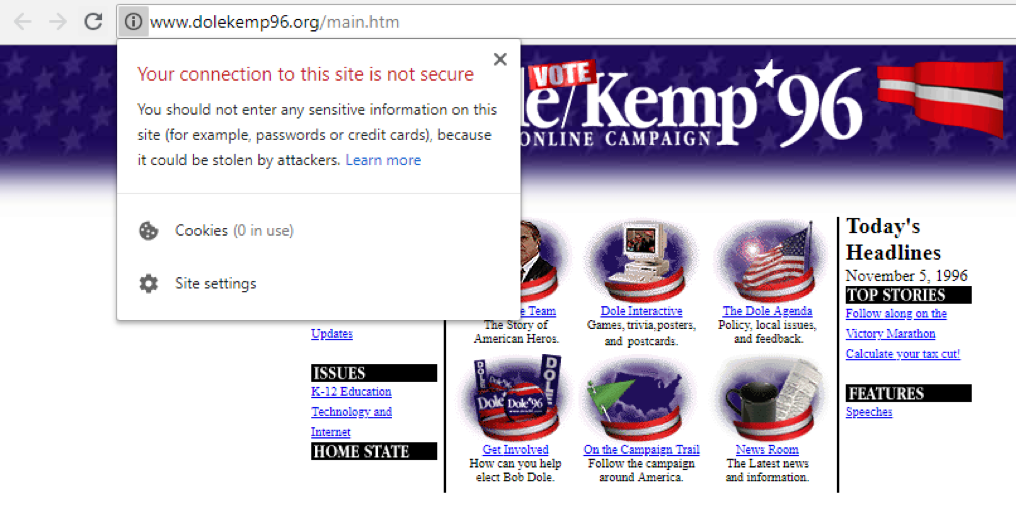 www.dolekemp96.org/main.htm
Your connection to this site is not secure
You should not enter any sensitive information on this
site (for example, passwords or credit cards), because
it could be stolen by attackers. Learn more
Cookies (0 in use)
Site settings
VOTE
le/Kemp '96
ONLINE CAMPAIGN
Updates
ISSUES
K-12 Education
Technology and
Internet
HOME STATE
e Team
The Story of
American Heros.
Dole Interactive
Games, trivia,posters,
and postcards.
The Dole Agenda
Policy, local issues,
and feedback.
DOLE
DOLE
Dole
Dole'96
Get Involved
How can you help
elect Bob Dole.
On the Campaign Trail
Follow the campaign
around America.
News Room
The Latest news
and information.
Today's
Headlines
November 5, 1996
TOP STORIES
Follow along on the
Victory Marathon
Calculate your tax cut!
FEATURES
Speeches